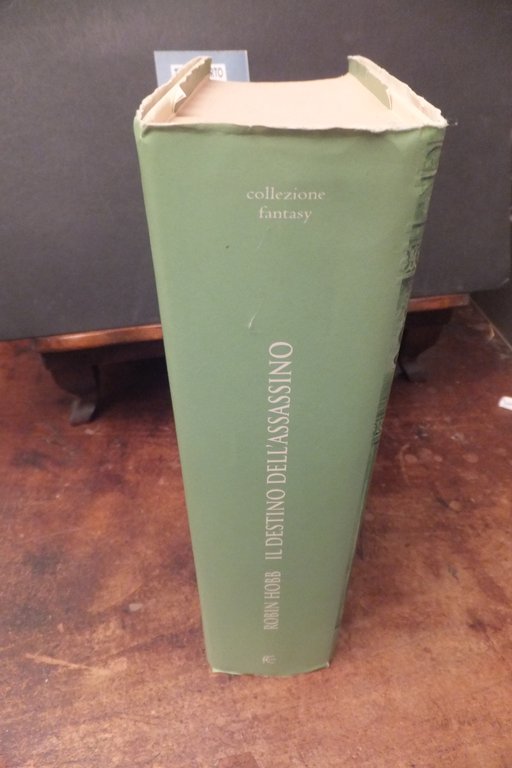 collezione
fantasy
ROBIN HOBB IL DESTINO DELL'ASSASSINO